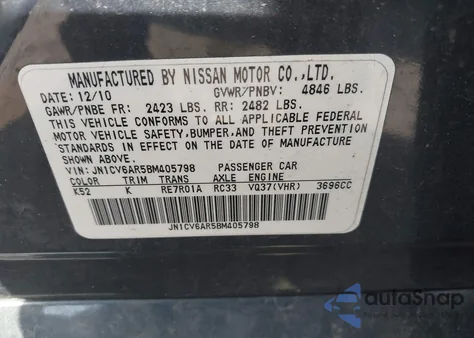 MANUFACTURED BY NISSAN MOTOR CO.,LTD.
DATE: 12/10 GVWR/PNBV: 4846 LBS.
GAWR/PNBE FR: 2423 LBS. RR: 2482 LBS.
THIS VEHICLE CONFORMS TO ALL APPLICABLE FEDERAL
MOTOR VEHICLE SAFETY,BUMPER,AND THEFT PREVENTION
STANDARDS IN EFFECT ON THE DATE OF MANUFACTURE
SHOWN ABOVE.
VIN: JN1CV6AR5BM405798 PASSENGER CAR
COLOR TRIM TRANS AXLE ENGINE
K52 K RE7R01A RC33 VQ37(VHR) 3696CC
JN1CV6AR5BM405798
autoSnap